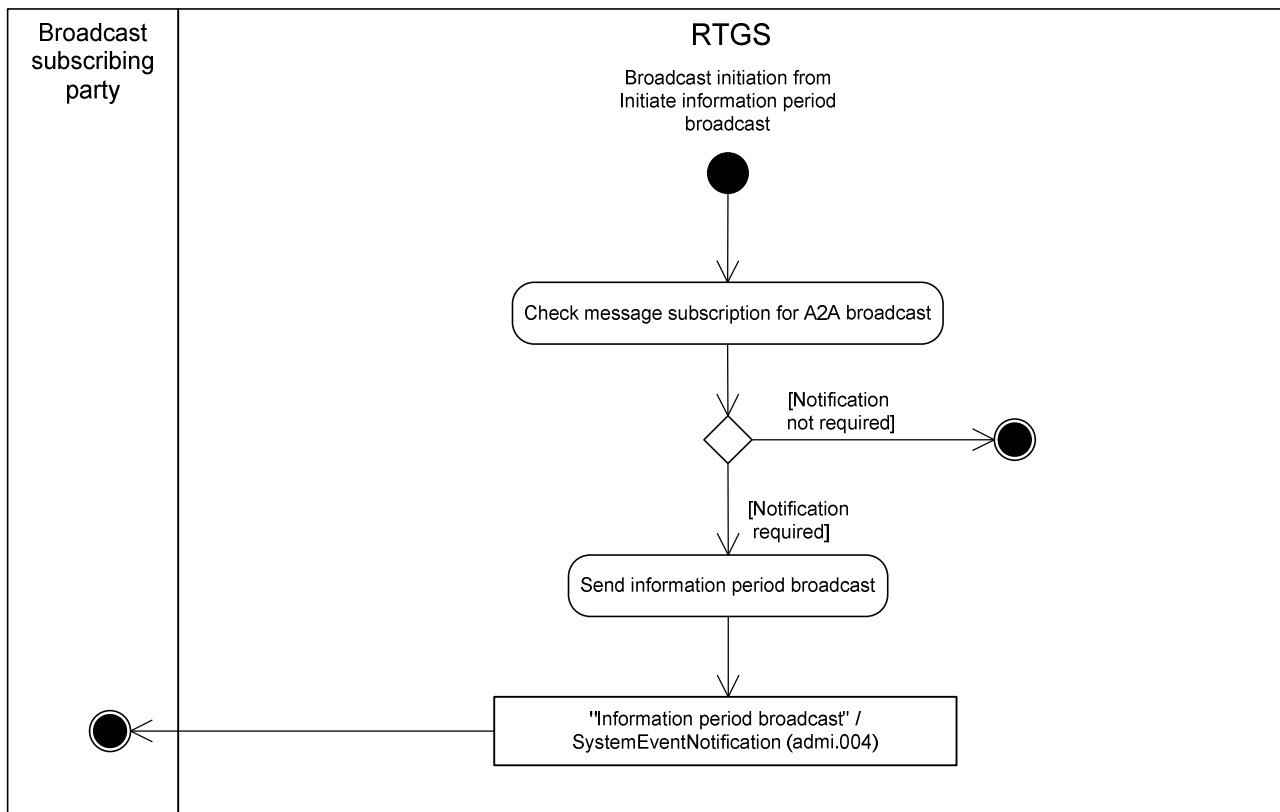 Broadcast
subscribing
party
RTGS
Broadcast initiation from
Initiate information period
broadcast
Check message subscription for A2A broadcast
[Notification
not required]
[Notification
required]
Send information period broadcast
"Information period broadcast" /
SystemEventNotification (admi.004)